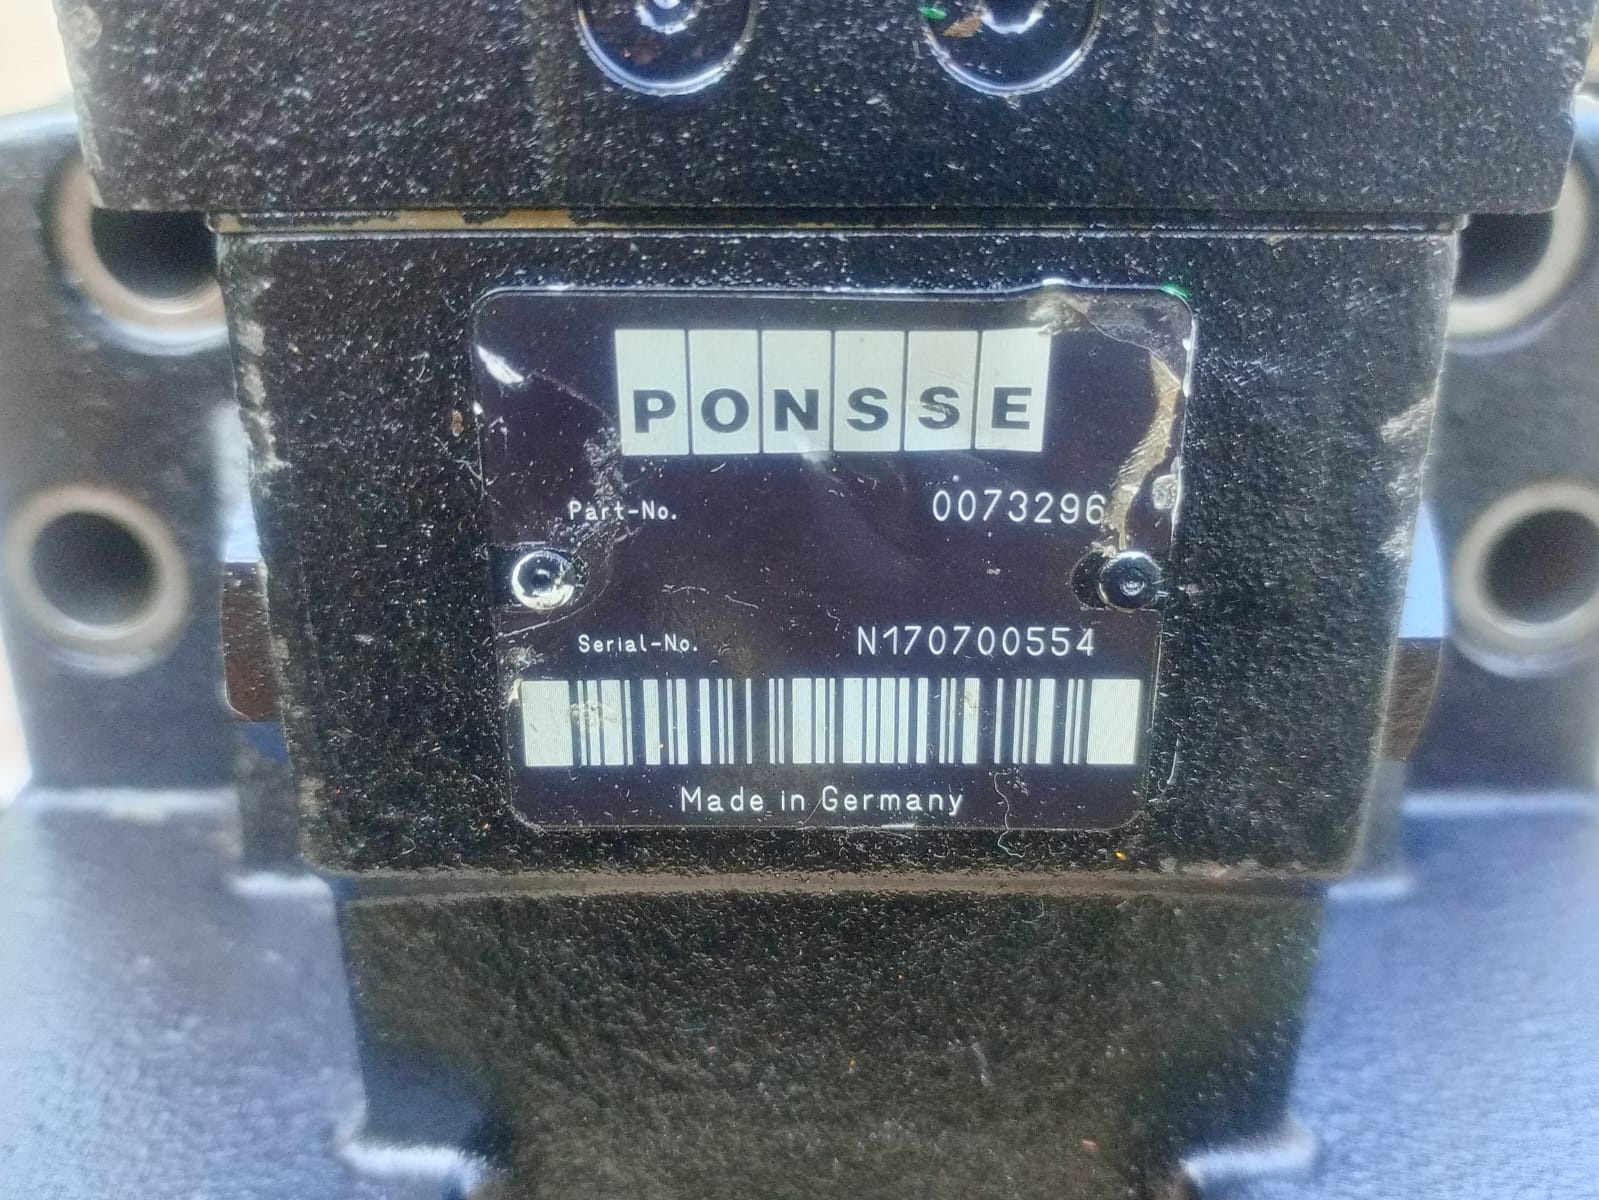 PONSSE
Part-No. 0073296
Serial-No. N170700554
Made in Germany